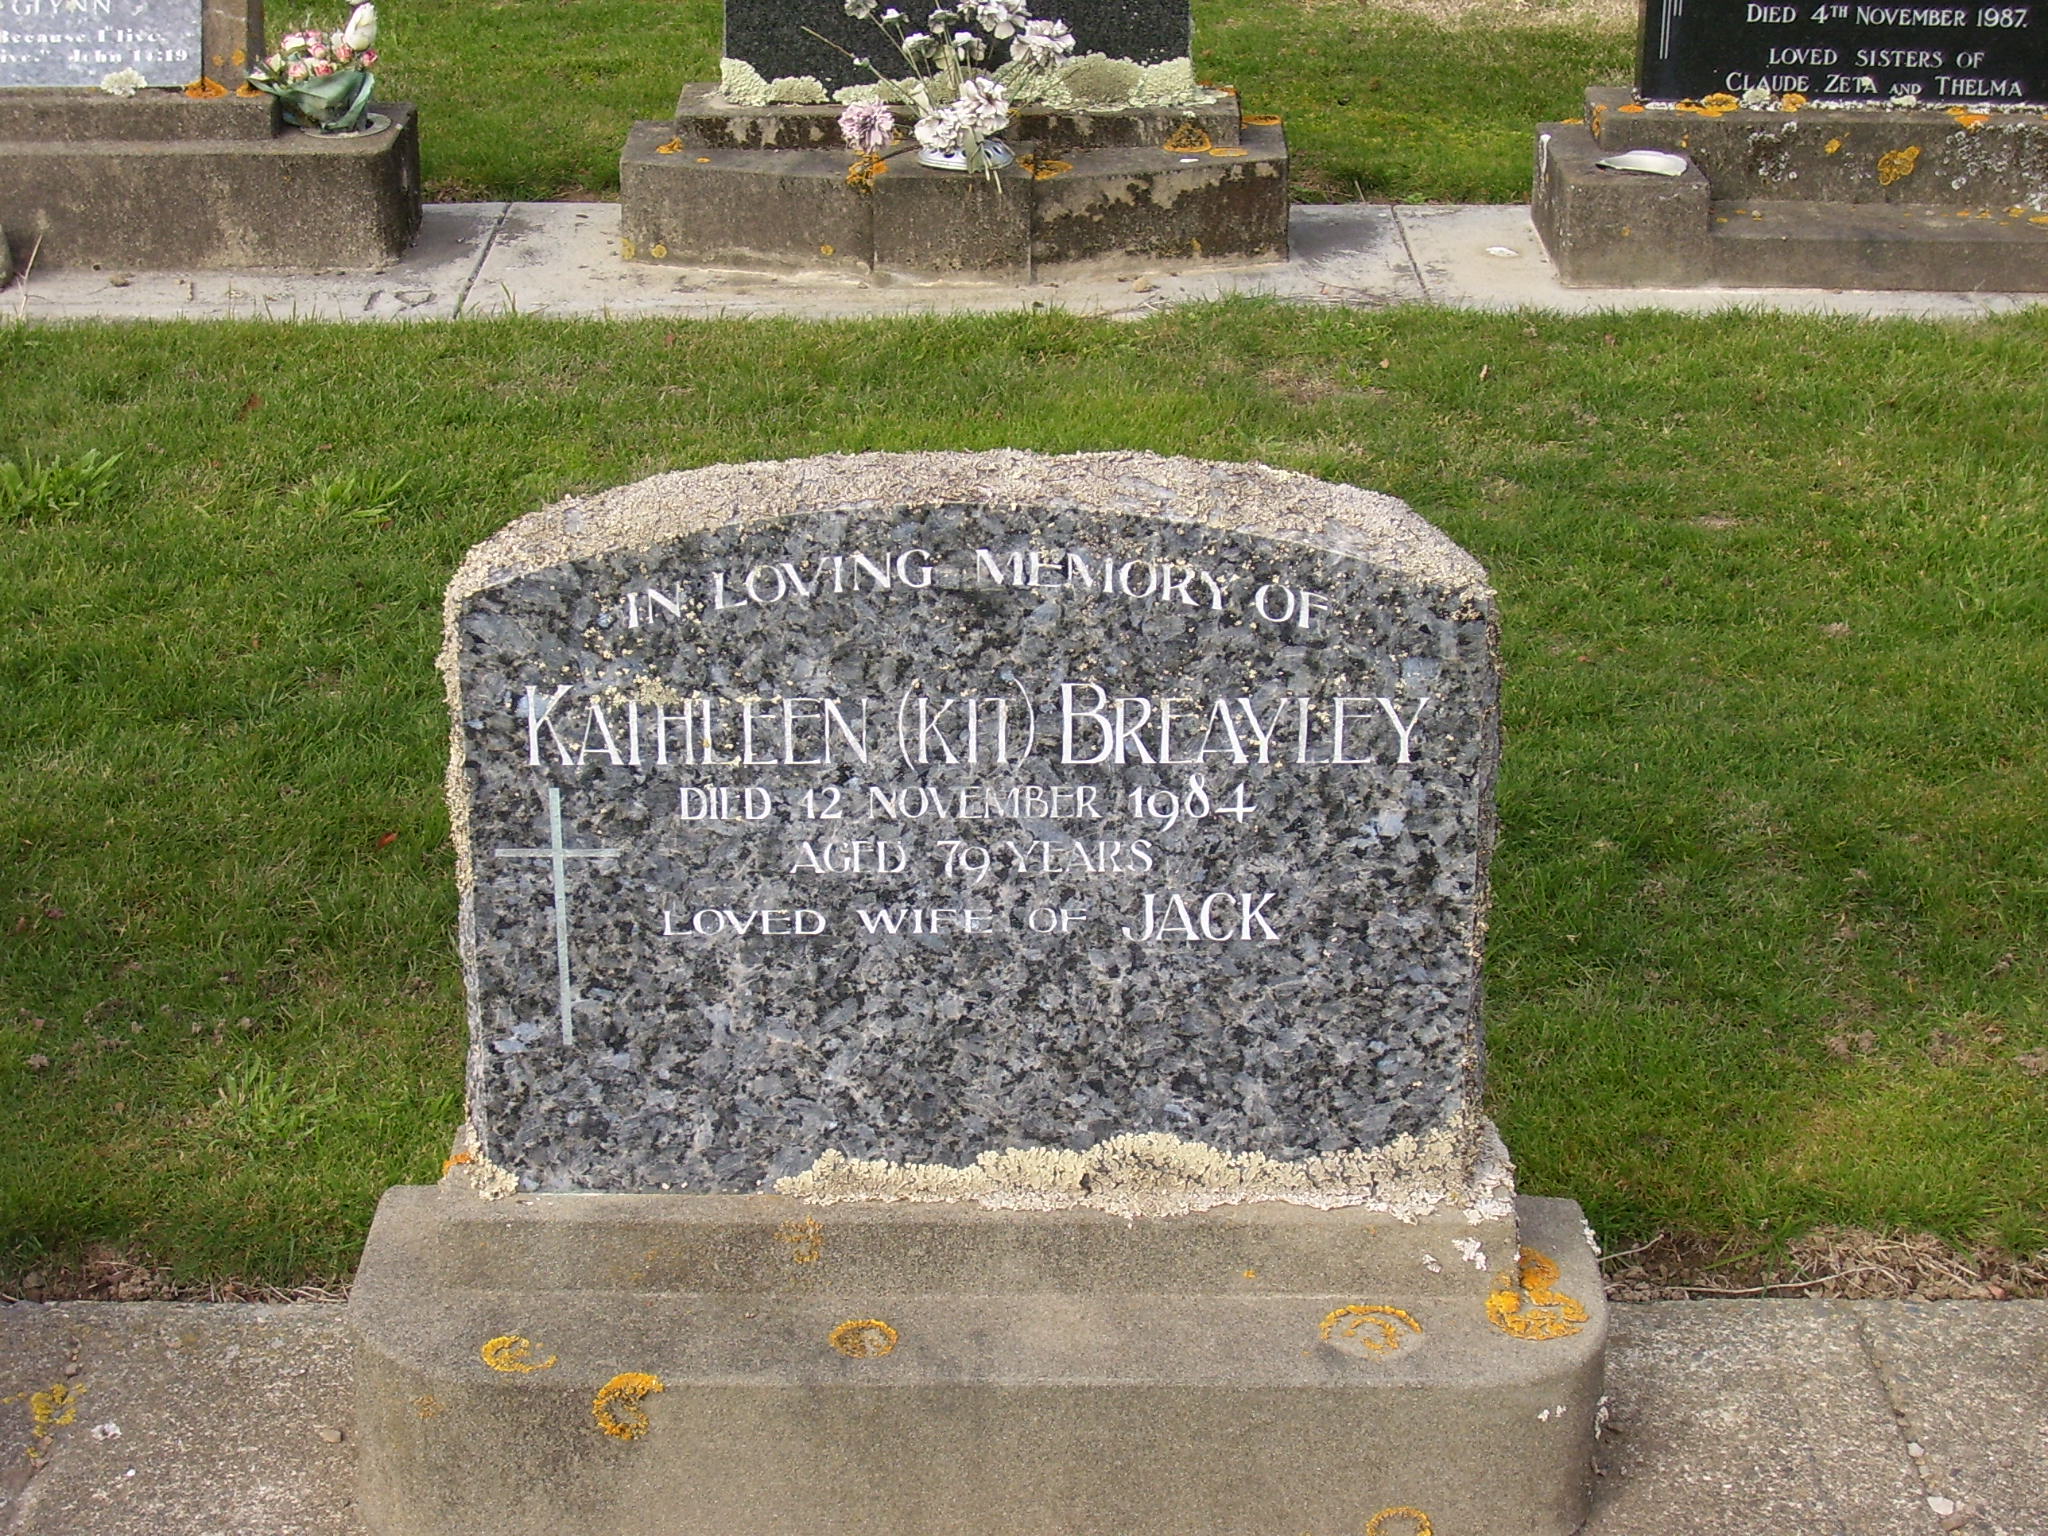 GLYNN
Because I live,
John 14:19
DIED 4TH NOVEMBER 1987.
LOVED SISTERS OF
CLAUDE. ZETA AND THELMA
IN LOVING MEMORY OF
KATHLEEN (KIT) BREAYLEY
DIED 12 NOVEMBER 1984
AGED 79 YEARS
LOVED WIFE OF JACK